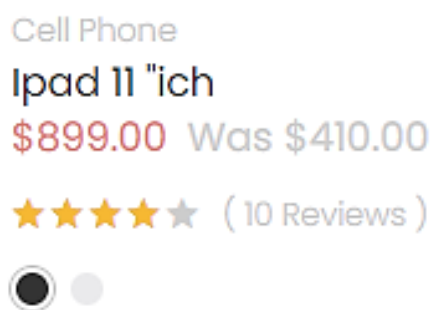 Cell Phone
Ipad 11 "ich
$899.00 Was $410.00
( 10 Reviews )